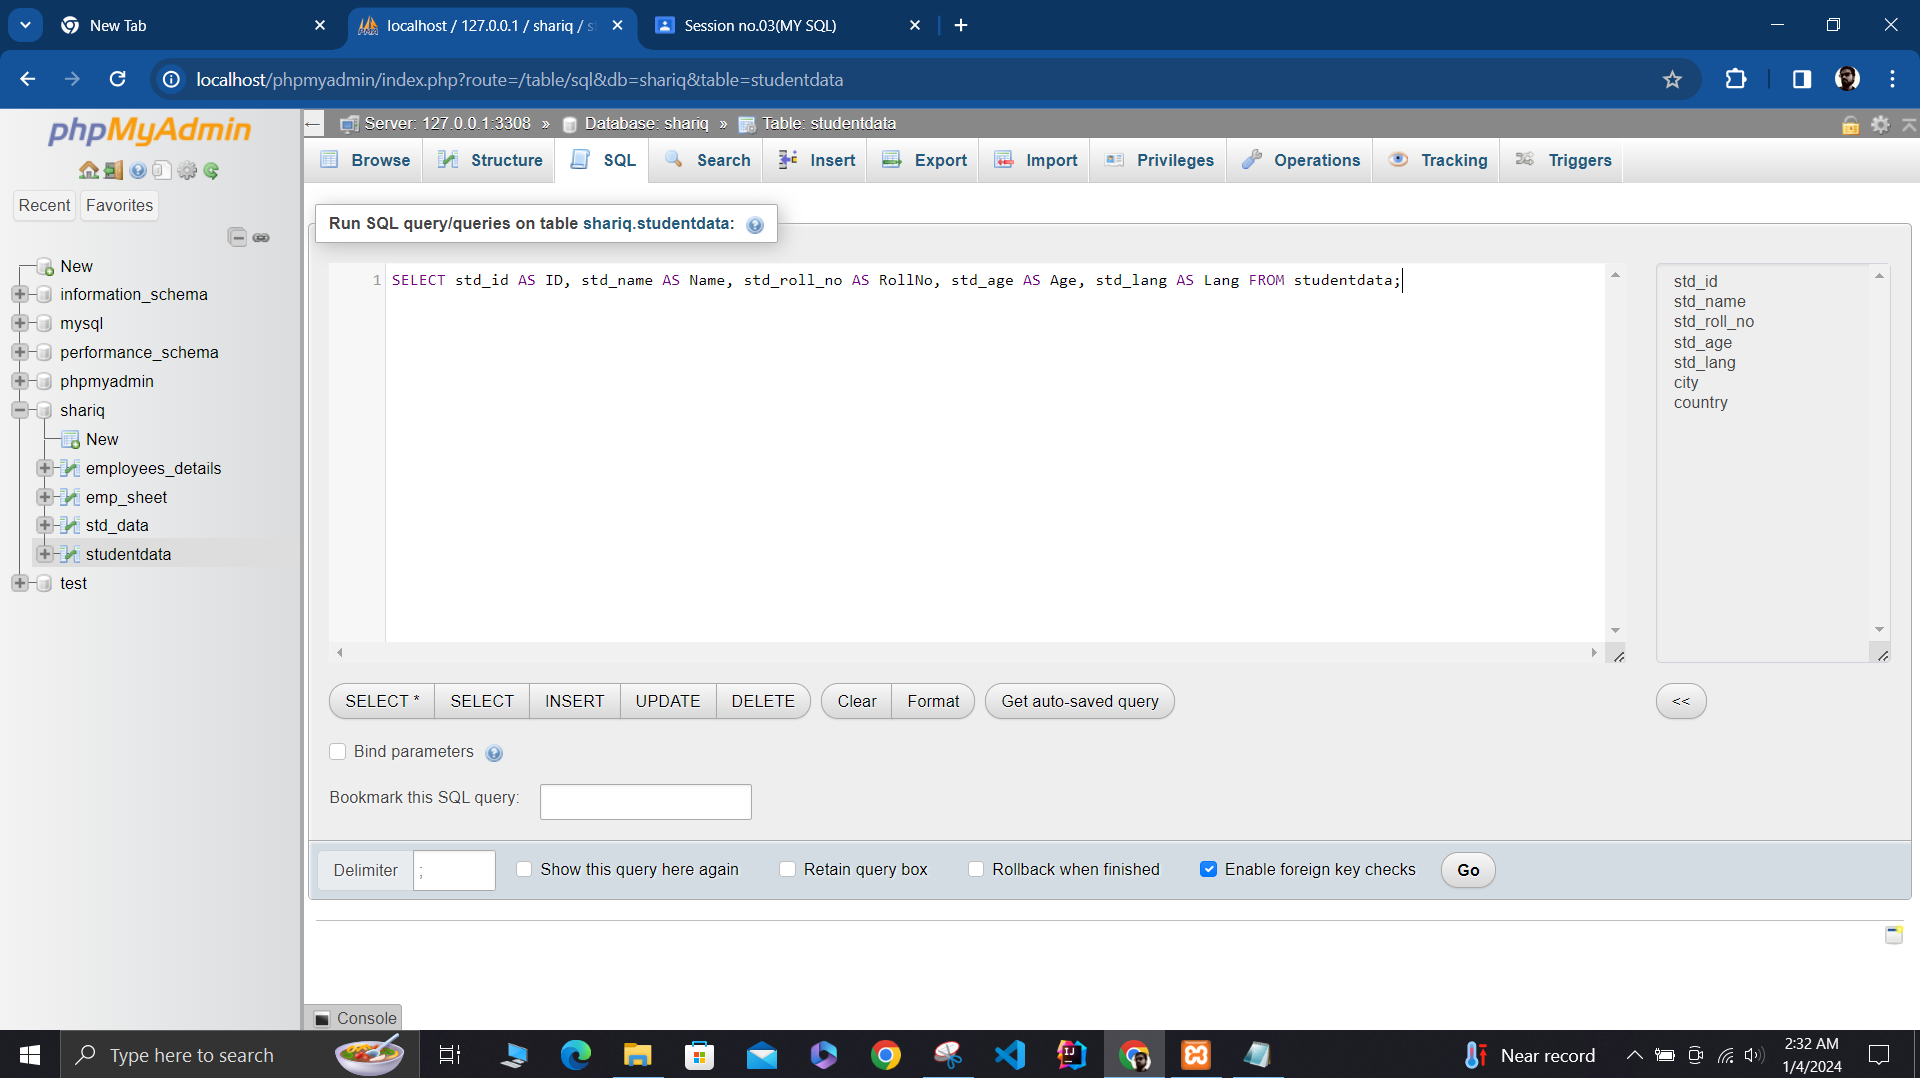 New Tab
localhost / 127.0.0.1 / shariq / s
Session no.03(MY SQL)
localhost/phpmyadmin/index.php?route=/table/sql&db=shariq&table=studentdata
phpMyAdmin
Server: 127.0.0.1:3308 » Database: shariq » Table: studentdata
Browse Structure SQL Search Insert Export Import Privileges Operations Tracking Triggers
Recent Favorites
Run SQL query/queries on table shariq.studentdata:
New
information_schema
mysql
performance_schema
phpmyadmin
shariq
New
employees_details
emp_sheet
std_data
studentdata
test
1 SELECT std_id AS ID, std_name AS Name, std_roll_no AS RollNo, std_age AS Age, std_lang AS Lang FROM studentdata;
std_id
std_name
std_roll_no
std_age
std_lang
city
country
SELECT * SELECT INSERT UPDATE DELETE Clear Format Get auto-saved query <<
Bind parameters
Bookmark this SQL query:
Delimiter ; Show this query here again Retain query box Rollback when finished Enable foreign key checks Go
Console
Type here to search
Near record
2:32 AM
1/4/2024